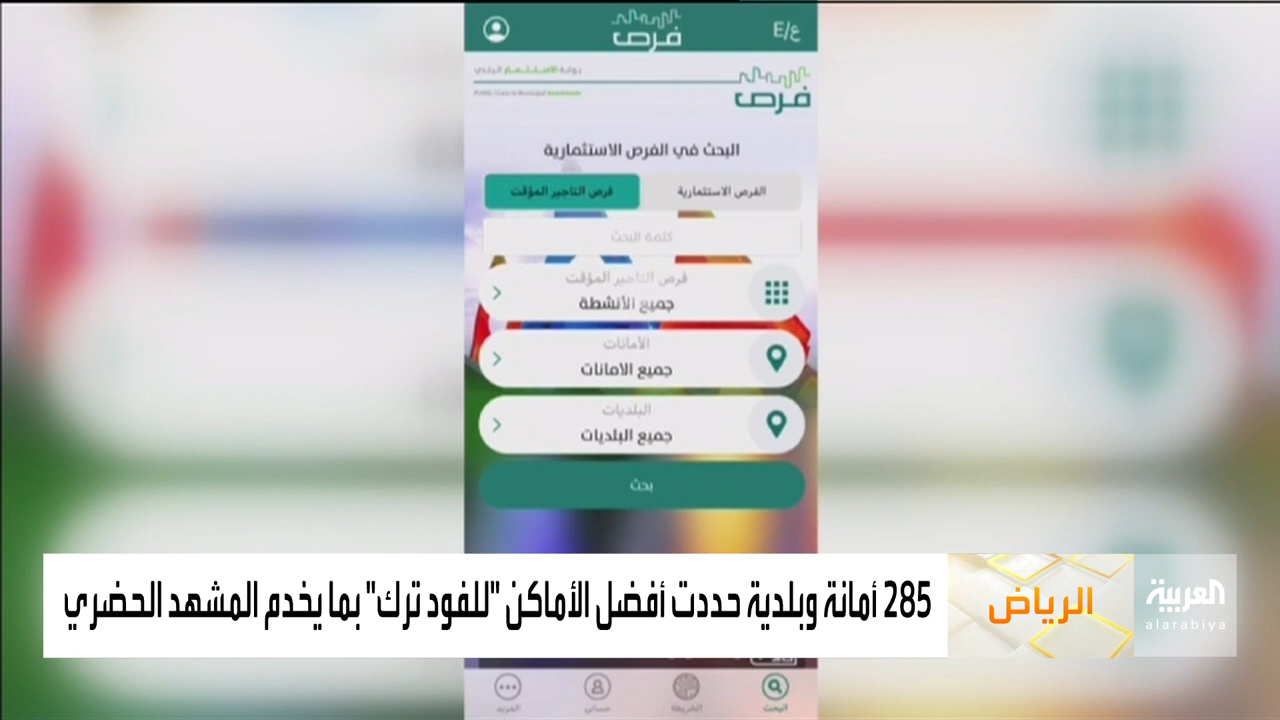 ع/E
فرص
بوابة الاستثمار البلدي
فرص
البحث في الفرص الاستثمارية
الفرص الاستثمارية
فرص التاجير المؤقت
كلمة البحث
فرص التاجير المؤقت
جميع الأنشطة
الأمانات
جميع الامانات
البلديات
جميع البلديات
بحث
285 أمانة وبلدية حددت أفضل الأماكن "للفود ترك" بما يخدم المشهد الحضري
الرياض
العربية
alarabiya
البحث
الخريطة
حسابي
المزيد